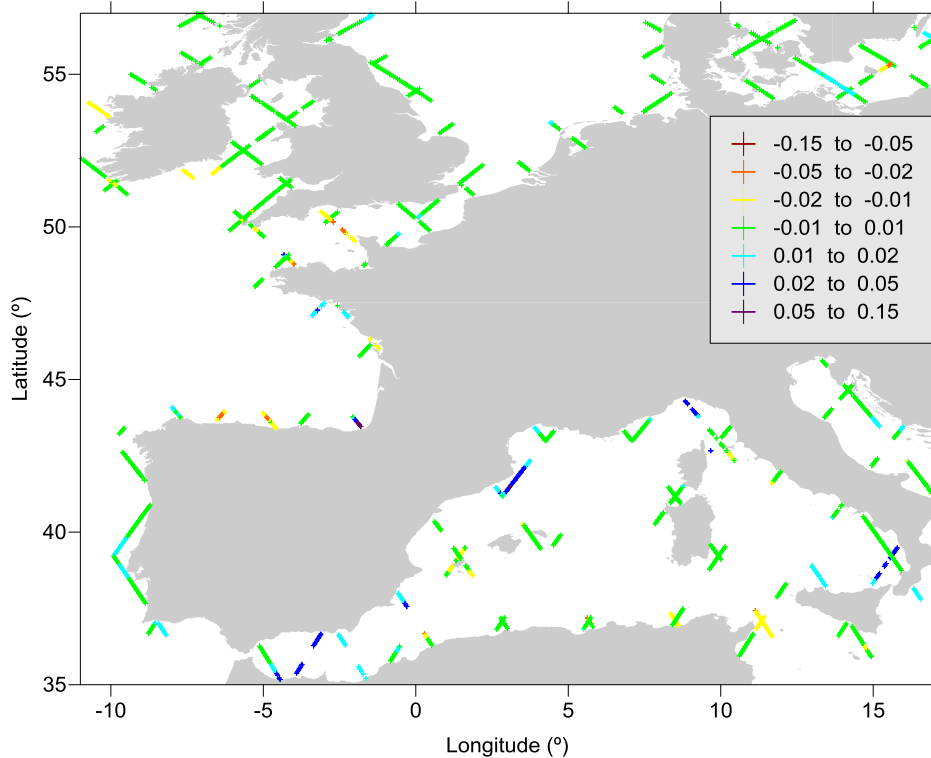 55
50
45
40
35
-10
-5
0
5
10
15
Latitude (º)
Longitude (º)
-0.15 to -0.05
-0.05 to -0.02
-0.02 to -0.01
-0.01 to 0.01
0.01 to 0.02
0.02 to 0.05
0.05 to 0.15